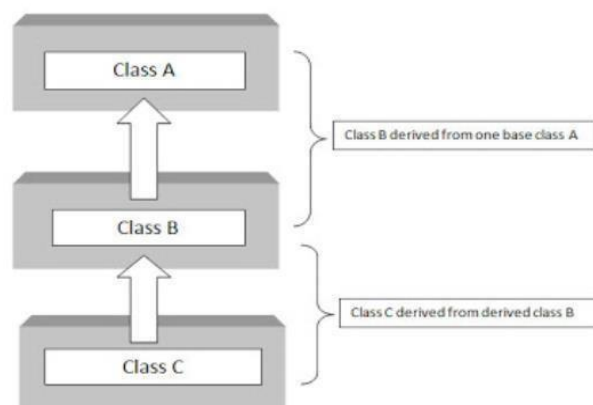 Class A
Class B derived from one base class A
Class B
Class C derived from derived class B
Class C